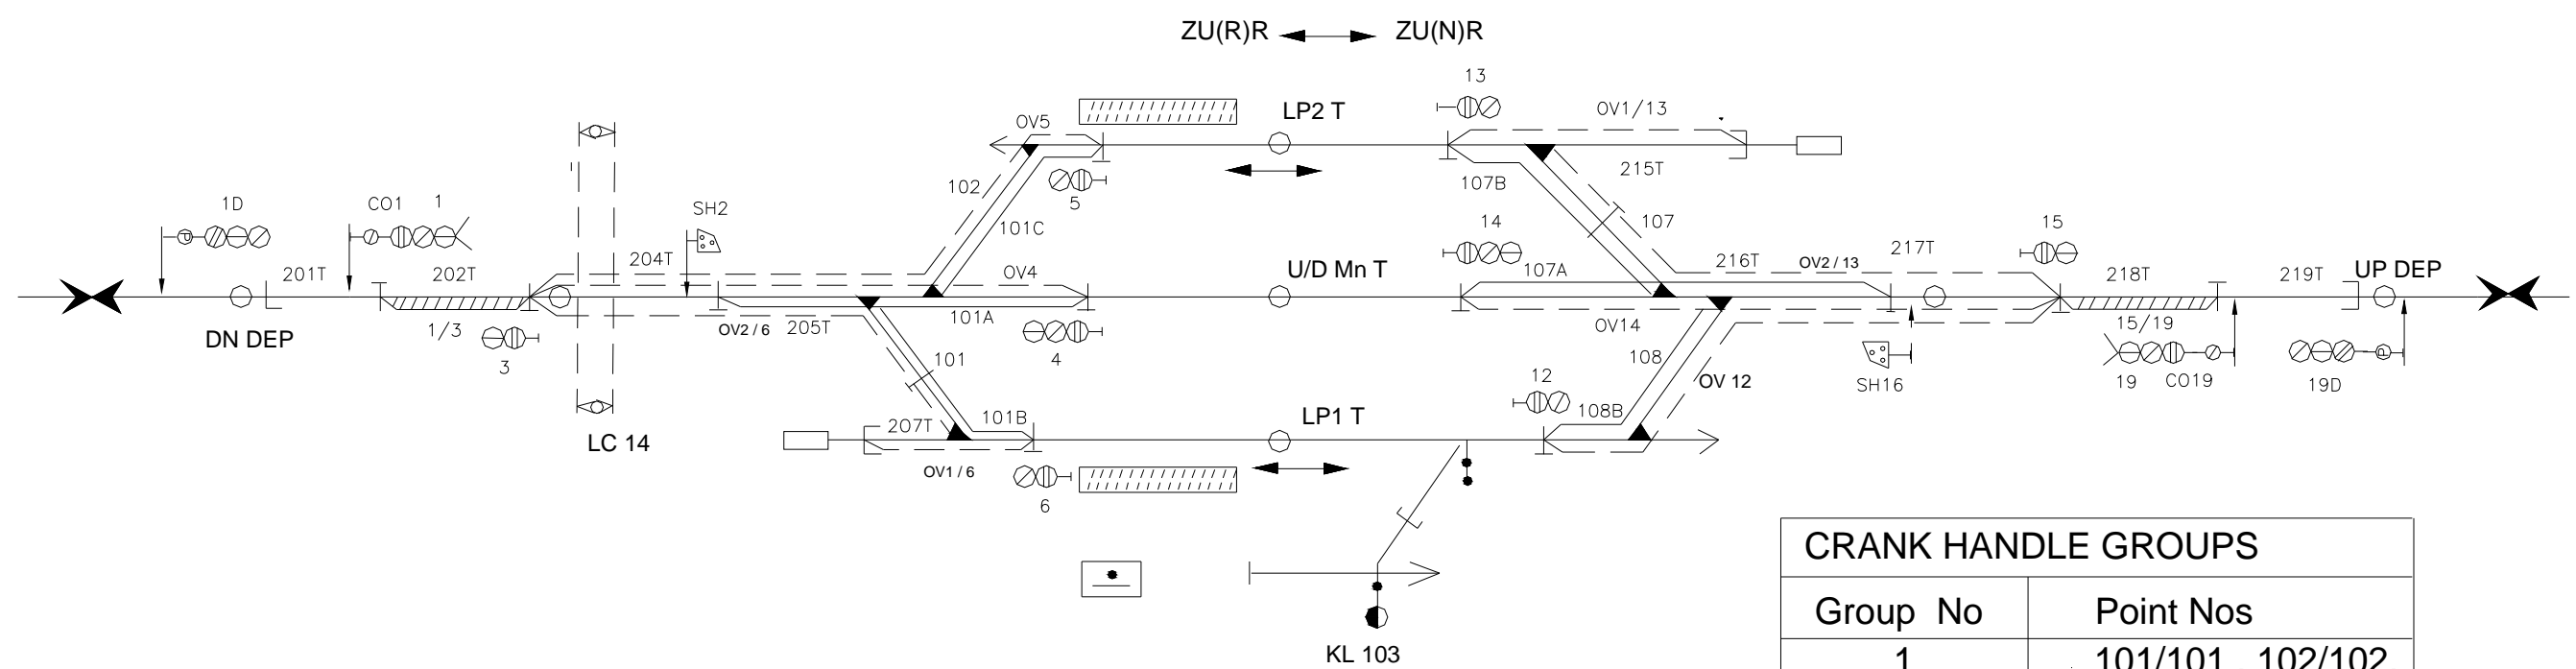 ZU(R)R ZU(N)R
13
LP2 T
OV1/13
OV5
102
107B
215T
5
1D
CO1 1
SH2
101C
14
107
15
201T
202T
204T
OV4
U/D Mn T
107A
216T
OV2 / 13
217T
218T
219T
UP DEP
DN DEP
1/3
OV2 / 6
205T
101A
OV14
15/19
3
4
101
108
12
OV 12
SH16
19 CO19
19D
207T
101B
LP1 T
108B
LC 14
OV1 / 6
6
P
P
KL 103
CRANK HANDLE GROUPS
Group No Point Nos
1 101/101 , 102/102,